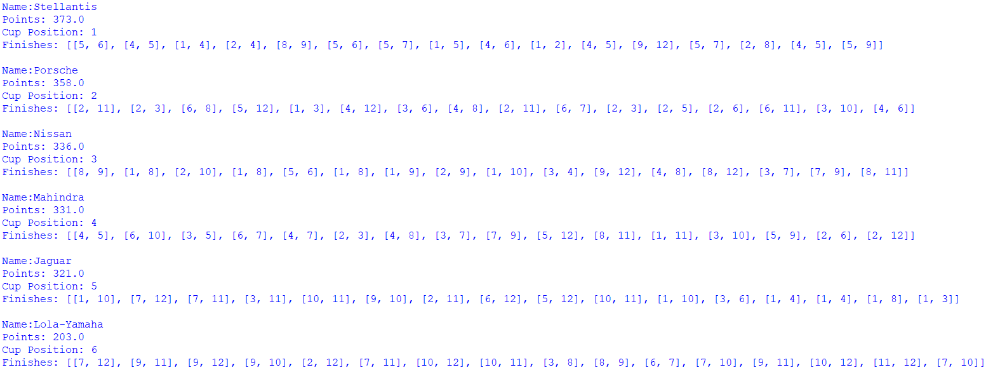 Name:Stellantis
Points: 373.0
Cup Position: 1
Finishes: [[5, 6], [4, 5], [1, 4], [2, 4], [8, 9], [5, 6], [5, 7], [1, 5], [4, 6], [1, 2], [4, 5], [9, 12], [5, 7], [2, 8], [4, 5], [5, 9]]
Name:Porsche
Points: 358.0
Cup Position: 2
Finishes: [[2, 11], [2, 3], [6, 8], [5, 12], [1, 3], [4, 12], [3, 6], [4, 8], [2, 11], [6, 7], [2, 3], [2, 5], [2, 6], [6, 11], [3, 10], [4, 6]]
Name:Nissan
Points: 336.0
Cup Position: 3
Finishes: [[8, 9], [1, 8], [2, 10], [1, 8], [5, 6], [1, 8], [1, 9], [2, 9], [1, 10], [3, 4], [9, 12], [4, 8], [8, 12], [3, 7], [7, 9], [8, 11]]
Name:Mahindra
Points: 331.0
Cup Position: 4
Finishes: [[4, 5], [6, 10], [3, 5], [6, 7], [4, 7], [2, 3], [4, 8], [3, 7], [7, 9], [5, 12], [8, 11], [1, 11], [3, 10], [5, 9], [2, 6], [2, 12]]
Name:Jaguar
Points: 321.0
Cup Position: 5
Finishes: [[1, 10], [7, 12], [7, 11], [3, 11], [10, 11], [9, 10], [2, 11], [6, 12], [5, 12], [10, 11], [1, 10], [3, 6], [1, 4], [1, 4], [1, 8], [1, 3]]
Name:Lola-Yamaha
Points: 203.0
Cup Position: 6
Finishes: [[7, 12], [9, 11], [9, 12], [9, 10], [2, 12], [7, 11], [10, 12], [10, 11], [3, 8], [8, 9], [6, 7], [7, 10], [9, 11], [10, 12], [11, 12], [7, 10]]